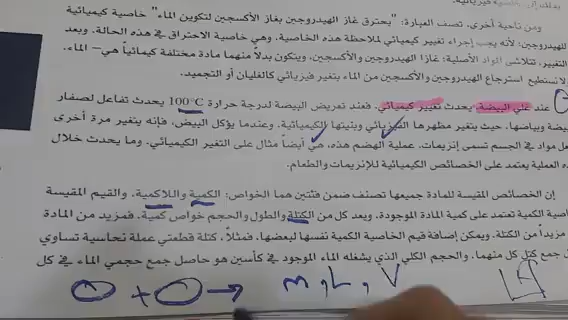 ومن ناحية أخرى، تصف العبارة: "يحترق غاز الهيدروجين بغاز الأكسجين لتكوين الماء" خاصية كيميائية
للهيدروجين؛ لأنه يجب إجراء تغيير كيميائي لملاحظة هذه الخاصية. وهي خاصية الاحتراق في هذه الحالة. وبعد
التغيير، تتلاشى المواد الأصلية: غازا الهيدروجين والأكسجين، ويتكون بدلاً منهما مادة مختلفة كيميائياً هي- الماء.
لا نستطيع استرجاع الهيدروجين والأكسجين من الماء بتغير فيزيائي كالغليان أو التجميد.
عند غلي البيضة، يحدث تغيير كيميائي. فعند تعريض البيضة لدرجة حرارة 100°C يحدث تفاعل لصفار
البيضة وبياضها، حيث يتغير مظهرها الفيزيائي وبنيتها الكيميائية. وعندما يؤكل البيض، فإنه يتغير مرة أخرى
بفعل مواد في الجسم تسمى إنزيمات. عملية الهضم هذه، هي أيضاً مثال على التغير الكيميائي. وما يحدث خلال
هذه العملية يعتمد على الخصائص الكيميائية للإنزيمات والطعام.
إن الخصائص المقيسة للمادة جميعها تصنف ضمن فئتين هما الخواص: الكمية واللاكمية. والقيم المقيسة
الكمية تعتمد على كمية المادة الموجودة. ويعد كل من الكتلة والطول والحجم خواص كمية. فمزيد من المادة
مزيداً من الكتلة. ويمكن إضافة قيم الخاصية الكمية نفسها لبعضها. فمثلاً، كتلة قطعتي عملة نحاسية تساوي
جمع كتل كل منهما. والحجم الكلي الذي يشغله الماء الموجود في كأسين هو حاصل جمع حجمي الماء في كل
+ → m, L, V